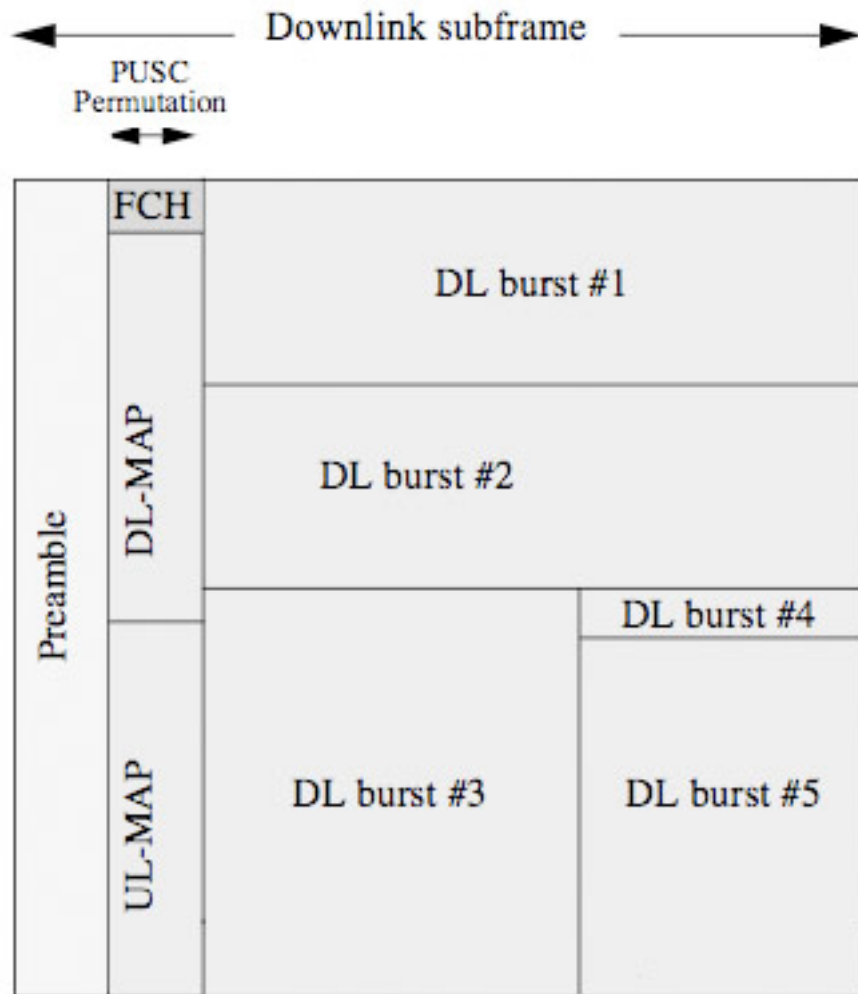 Downlink subframe
PUSC
Permutation
FCH
DL burst #1
DL-MAP
DL burst #2
Preamble
DL burst #4
UL-MAP
DL burst #3
DL burst #5